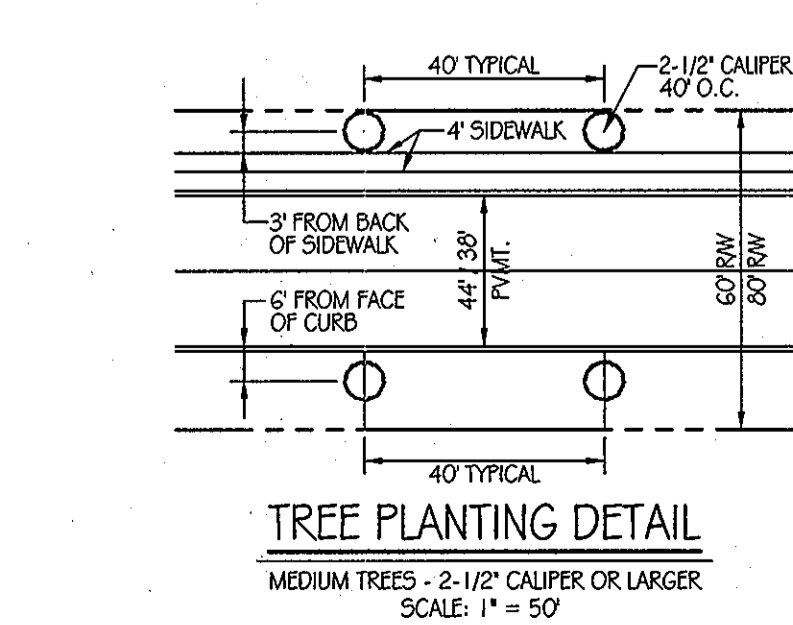 40' TYPICAL
2-1/2" CALIPER
40' O.C.
4' SIDEWALK
3' FROM BACK
OF SIDEWALK
44' / 38'
PVMT.
60' R/W
80' R/W
6' FROM FACE
OF CURB
40' TYPICAL
TREE PLANTING DETAIL
MEDIUM TREES - 2-1/2" CALIPER OR LARGER
SCALE: 1" = 50'